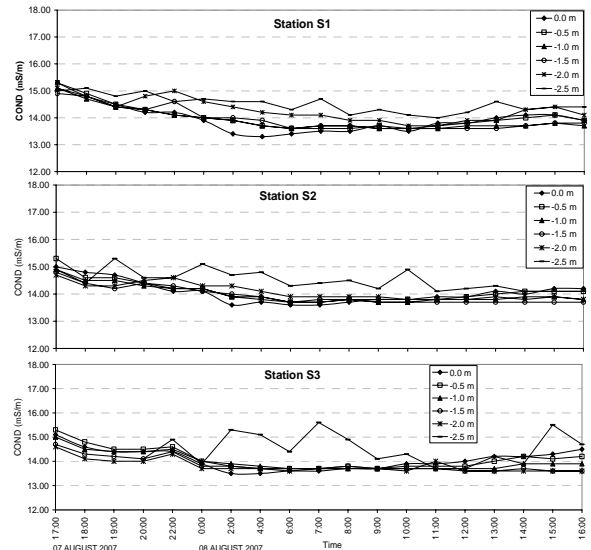 Station S1
18.00
17.00
16.00
15.00
14.00
13.00
12.00
COND (mS/m)
0.0 m
-0.5 m
-1.0 m
-1.5 m
-2.0 m
-2.5 m
Station S2
18.00
17.00
16.00
15.00
14.00
13.00
12.00
COND (mS/m)
0.0 m
-0.5 m
-1.0 m
-1.5 m
-2.0 m
-2.5 m
Station S3
18.00
17.00
16.00
15.00
14.00
13.00
12.00
COND (mS/m)
0.0 m
-0.5 m
-1.0 m
-1.5 m
-2.0 m
-2.5 m
17:00
18:00
19:00
20:00
22:00
0:00
2:00
4:00
6:00
7:00
8:00
9:00
10:00
11:00
12:00
13:00
14:00
15:00
16:00
07 AUGUST 2007
08 AUGUST 2007
Time